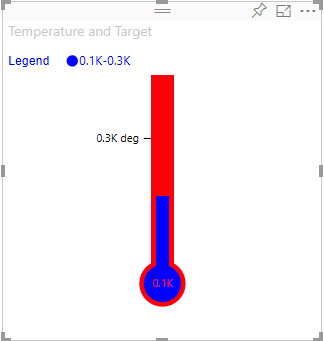 Temperature and Target
Legend 0.1K-0.3K
0.3K deg
0.1K